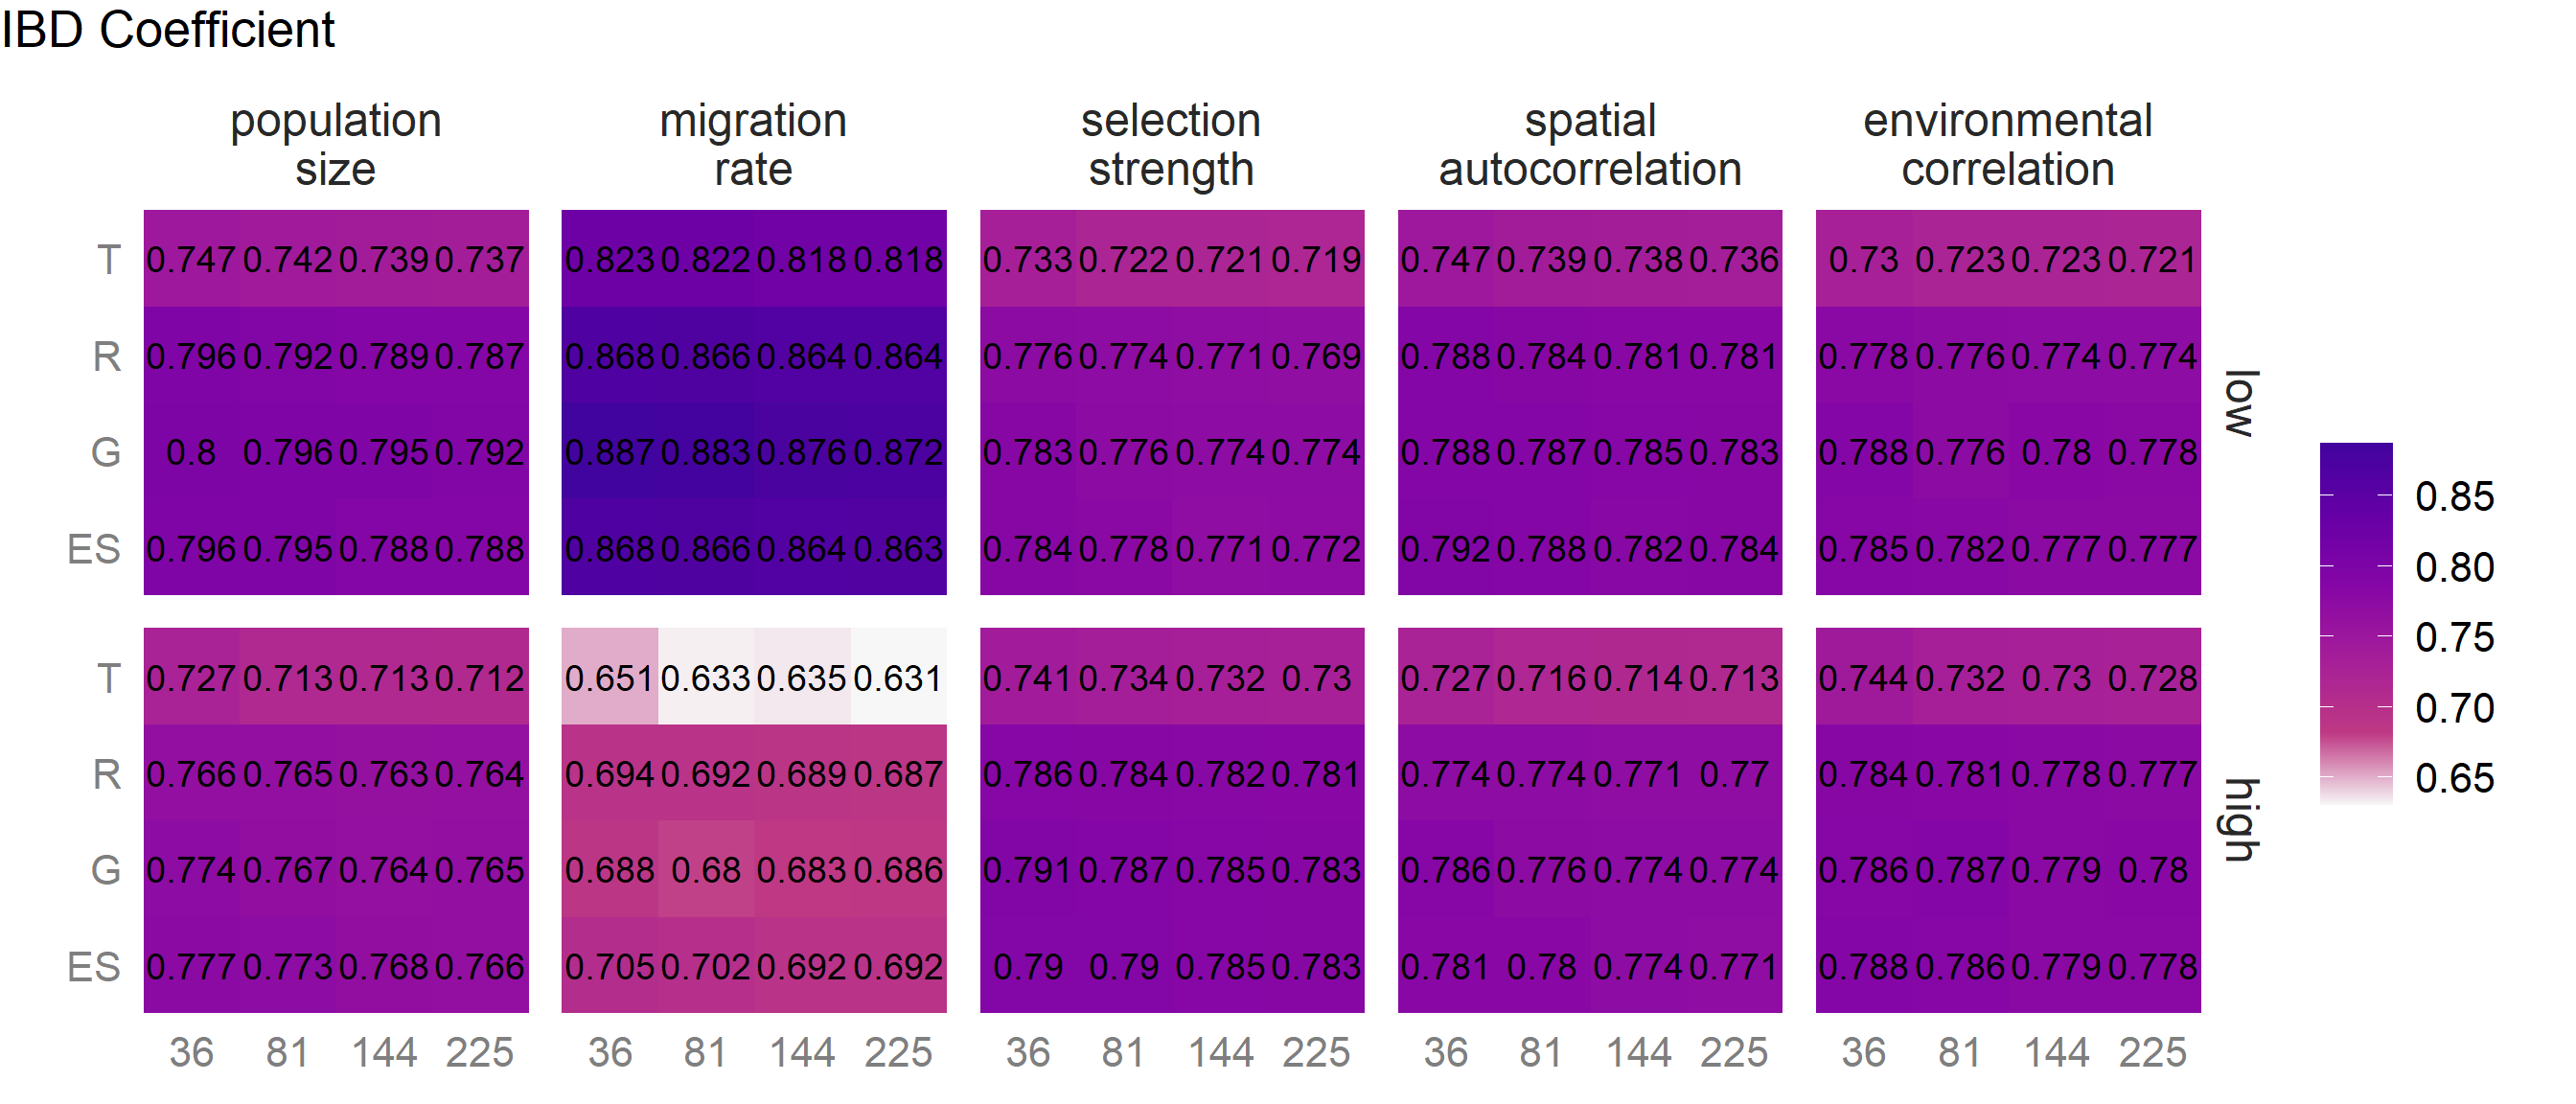 IBD Coefficient
population size
migration rate
selection strength
spatial autocorrelation
environmental correlation
T 0.747 0.742 0.739 0.737 0.823 0.822 0.818 0.818 0.733 0.722 0.721 0.719 0.747 0.739 0.738 0.736 0.73 0.723 0.723 0.721
R 0.796 0.792 0.789 0.787 0.868 0.866 0.864 0.864 0.776 0.774 0.771 0.769 0.788 0.784 0.781 0.781 0.778 0.776 0.774 0.774
G 0.8 0.796 0.795 0.792 0.887 0.883 0.876 0.872 0.783 0.776 0.774 0.774 0.788 0.787 0.785 0.783 0.788 0.776 0.78 0.778
ES 0.796 0.795 0.788 0.788 0.868 0.866 0.864 0.863 0.784 0.778 0.771 0.772 0.792 0.788 0.782 0.784 0.785 0.782 0.777 0.777
low
T 0.727 0.713 0.713 0.712 0.651 0.633 0.635 0.631 0.741 0.734 0.732 0.73 0.727 0.716 0.714 0.713 0.744 0.732 0.73 0.728
R 0.766 0.765 0.763 0.764 0.694 0.692 0.689 0.687 0.786 0.784 0.782 0.781 0.774 0.774 0.771 0.77 0.784 0.781 0.778 0.777
G 0.774 0.767 0.764 0.765 0.688 0.68 0.683 0.686 0.791 0.787 0.785 0.783 0.786 0.776 0.774 0.774 0.786 0.787 0.779 0.78
ES 0.777 0.773 0.768 0.766 0.705 0.702 0.692 0.692 0.79 0.79 0.785 0.783 0.781 0.78 0.774 0.771 0.788 0.786 0.779 0.778
high
36 81 144 225 36 81 144 225 36 81 144 225 36 81 144 225 36 81 144 225
0.85
0.80
0.75
0.70
0.65